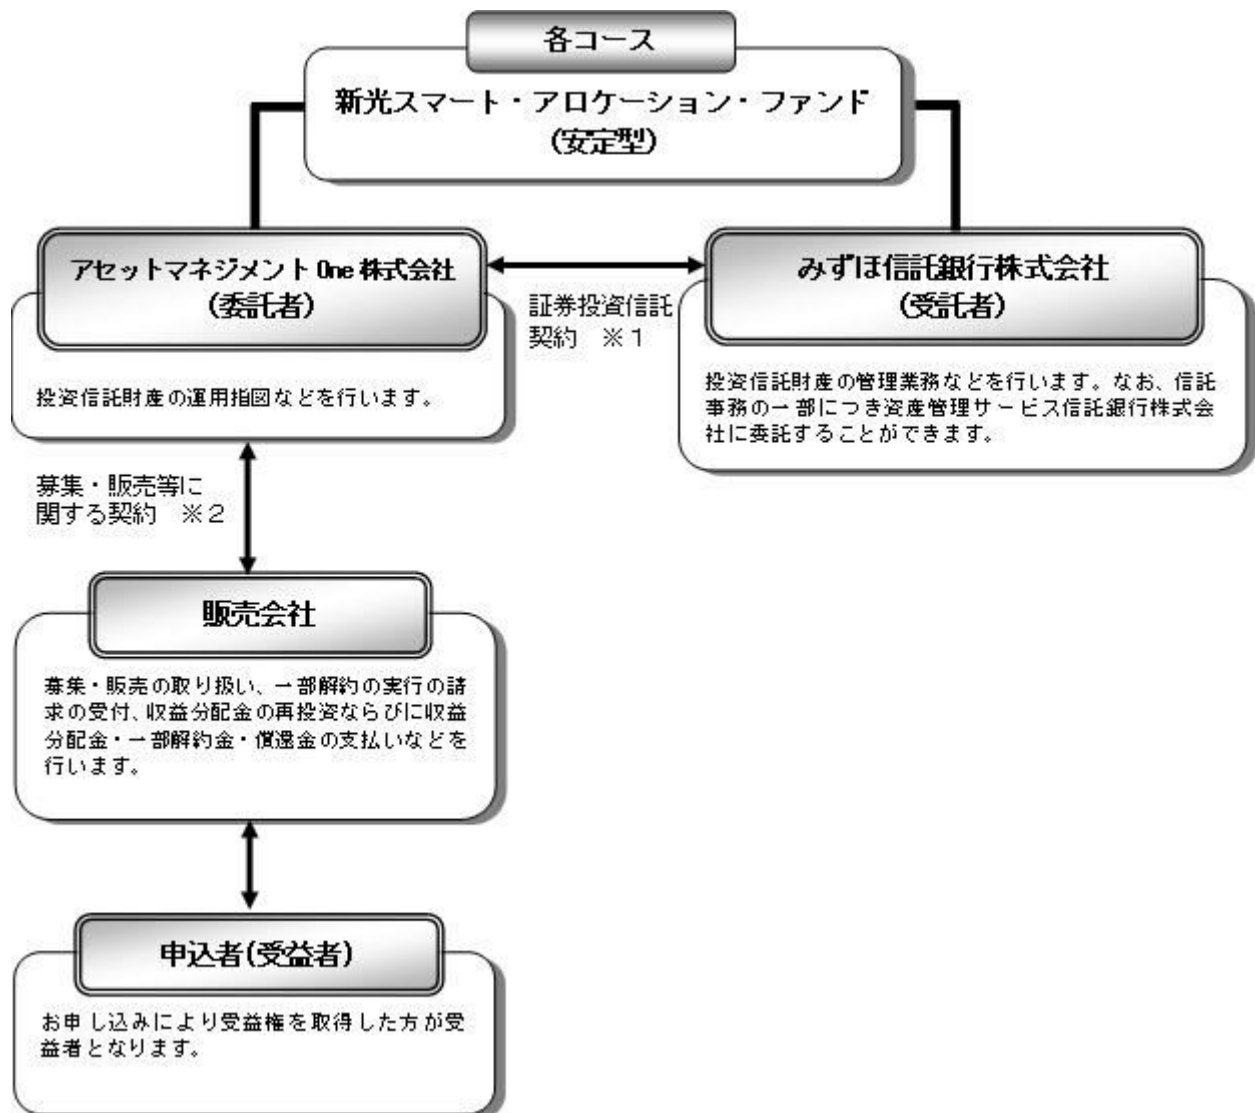 各コース
新光スマート・アロケーション・ファンド
(安定型)
アセットマネジメントOne株式会社
(委託者)
投資信託財産の運用指図などを行います。
証券投資信託
契約　※１
みずほ信託銀行株式会社
(受託者)
投資信託財産の管理業務などを行います。なお、信託
事務の一部につき資産管理サービス信託銀行株式会
社に委託することができます。
募集・販売等に
関する契約　※２
販売会社
募集・販売の取り扱い、一部解約の実行の請
求の受付、収益分配金の再投資ならびに収益
分配金・一部解約金・償還金の支払いなどを
行います。
申込者(受益者)
お申し込みにより受益権を取得した方が受
益者となります。